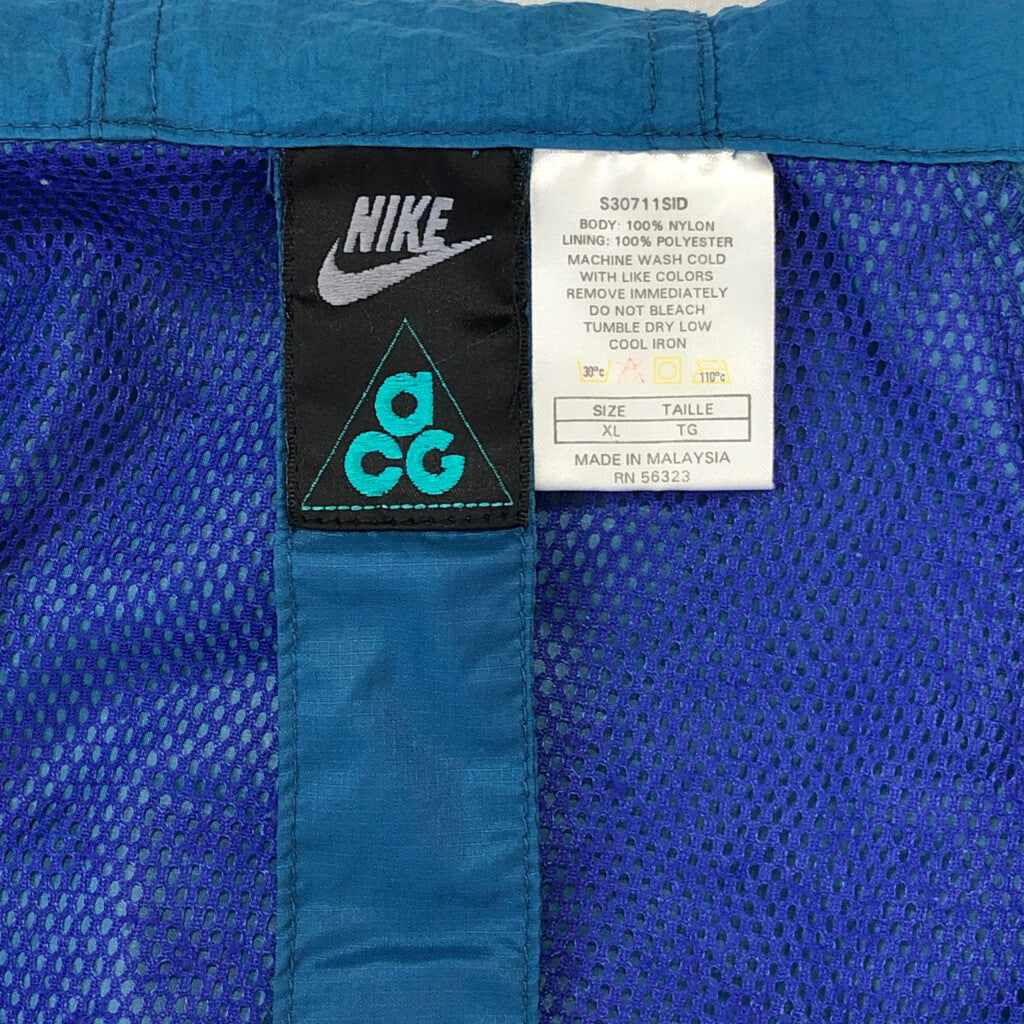 NIKE
a
CG
S30711SID
BODY: 100% NYLON
LINING: 100% POLYESTER
MACHINE WASH COLD
WITH LIKE COLORS
REMOVE IMMEDIATELY
DO NOT BLEACH
TUMBLE DRY LOW
COOL IRON
30°c 110°c
SIZE TAILLE
XL TG
MADE IN MALAYSIA
RN 56323